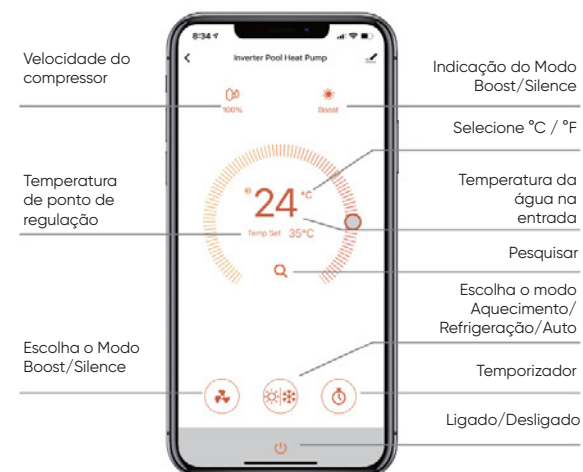 8:34
Inverter Pool Heat Pump
Velocidade do
compressor
100%
Boost
Indicação do Modo
Boost/Silence
Selecione °C / °F
Temperatura
de ponto de
regulação
24 °C
Temp Set 35°C
Temperatura da
água na
entrada
Pesquisar
Escolha o modo
Aquecimento/
Refrigeração/Auto
Escolha o Modo
Boost/Silence
Temporizador
Ligado/Desligado